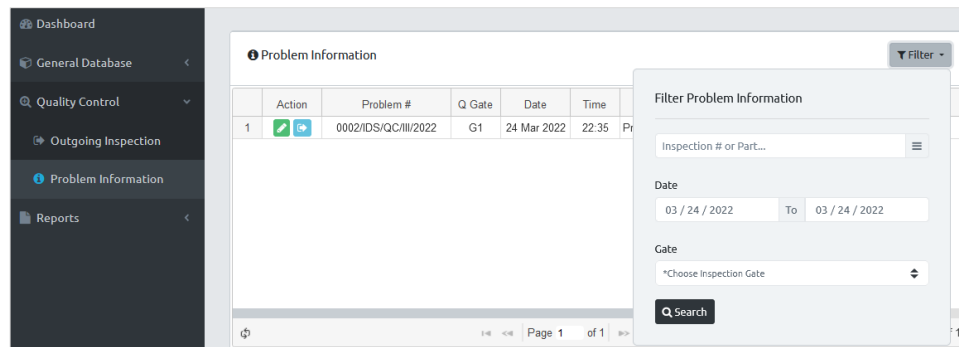 Dashboard
General Database
Quality Control
Outgoing Inspection
Problem Information
Reports
Problem Information
Filter
Action Problem # Q Gate Date Time
1 0002/IDS/QC/III/2022 G1 24 Mar 2022 22:35 Pr
Page 1 of 1
Filter Problem Information
Inspection # or Part...
Date
03 / 24 / 2022 To 03 / 24 / 2022
Gate
*Choose Inspection Gate
Search